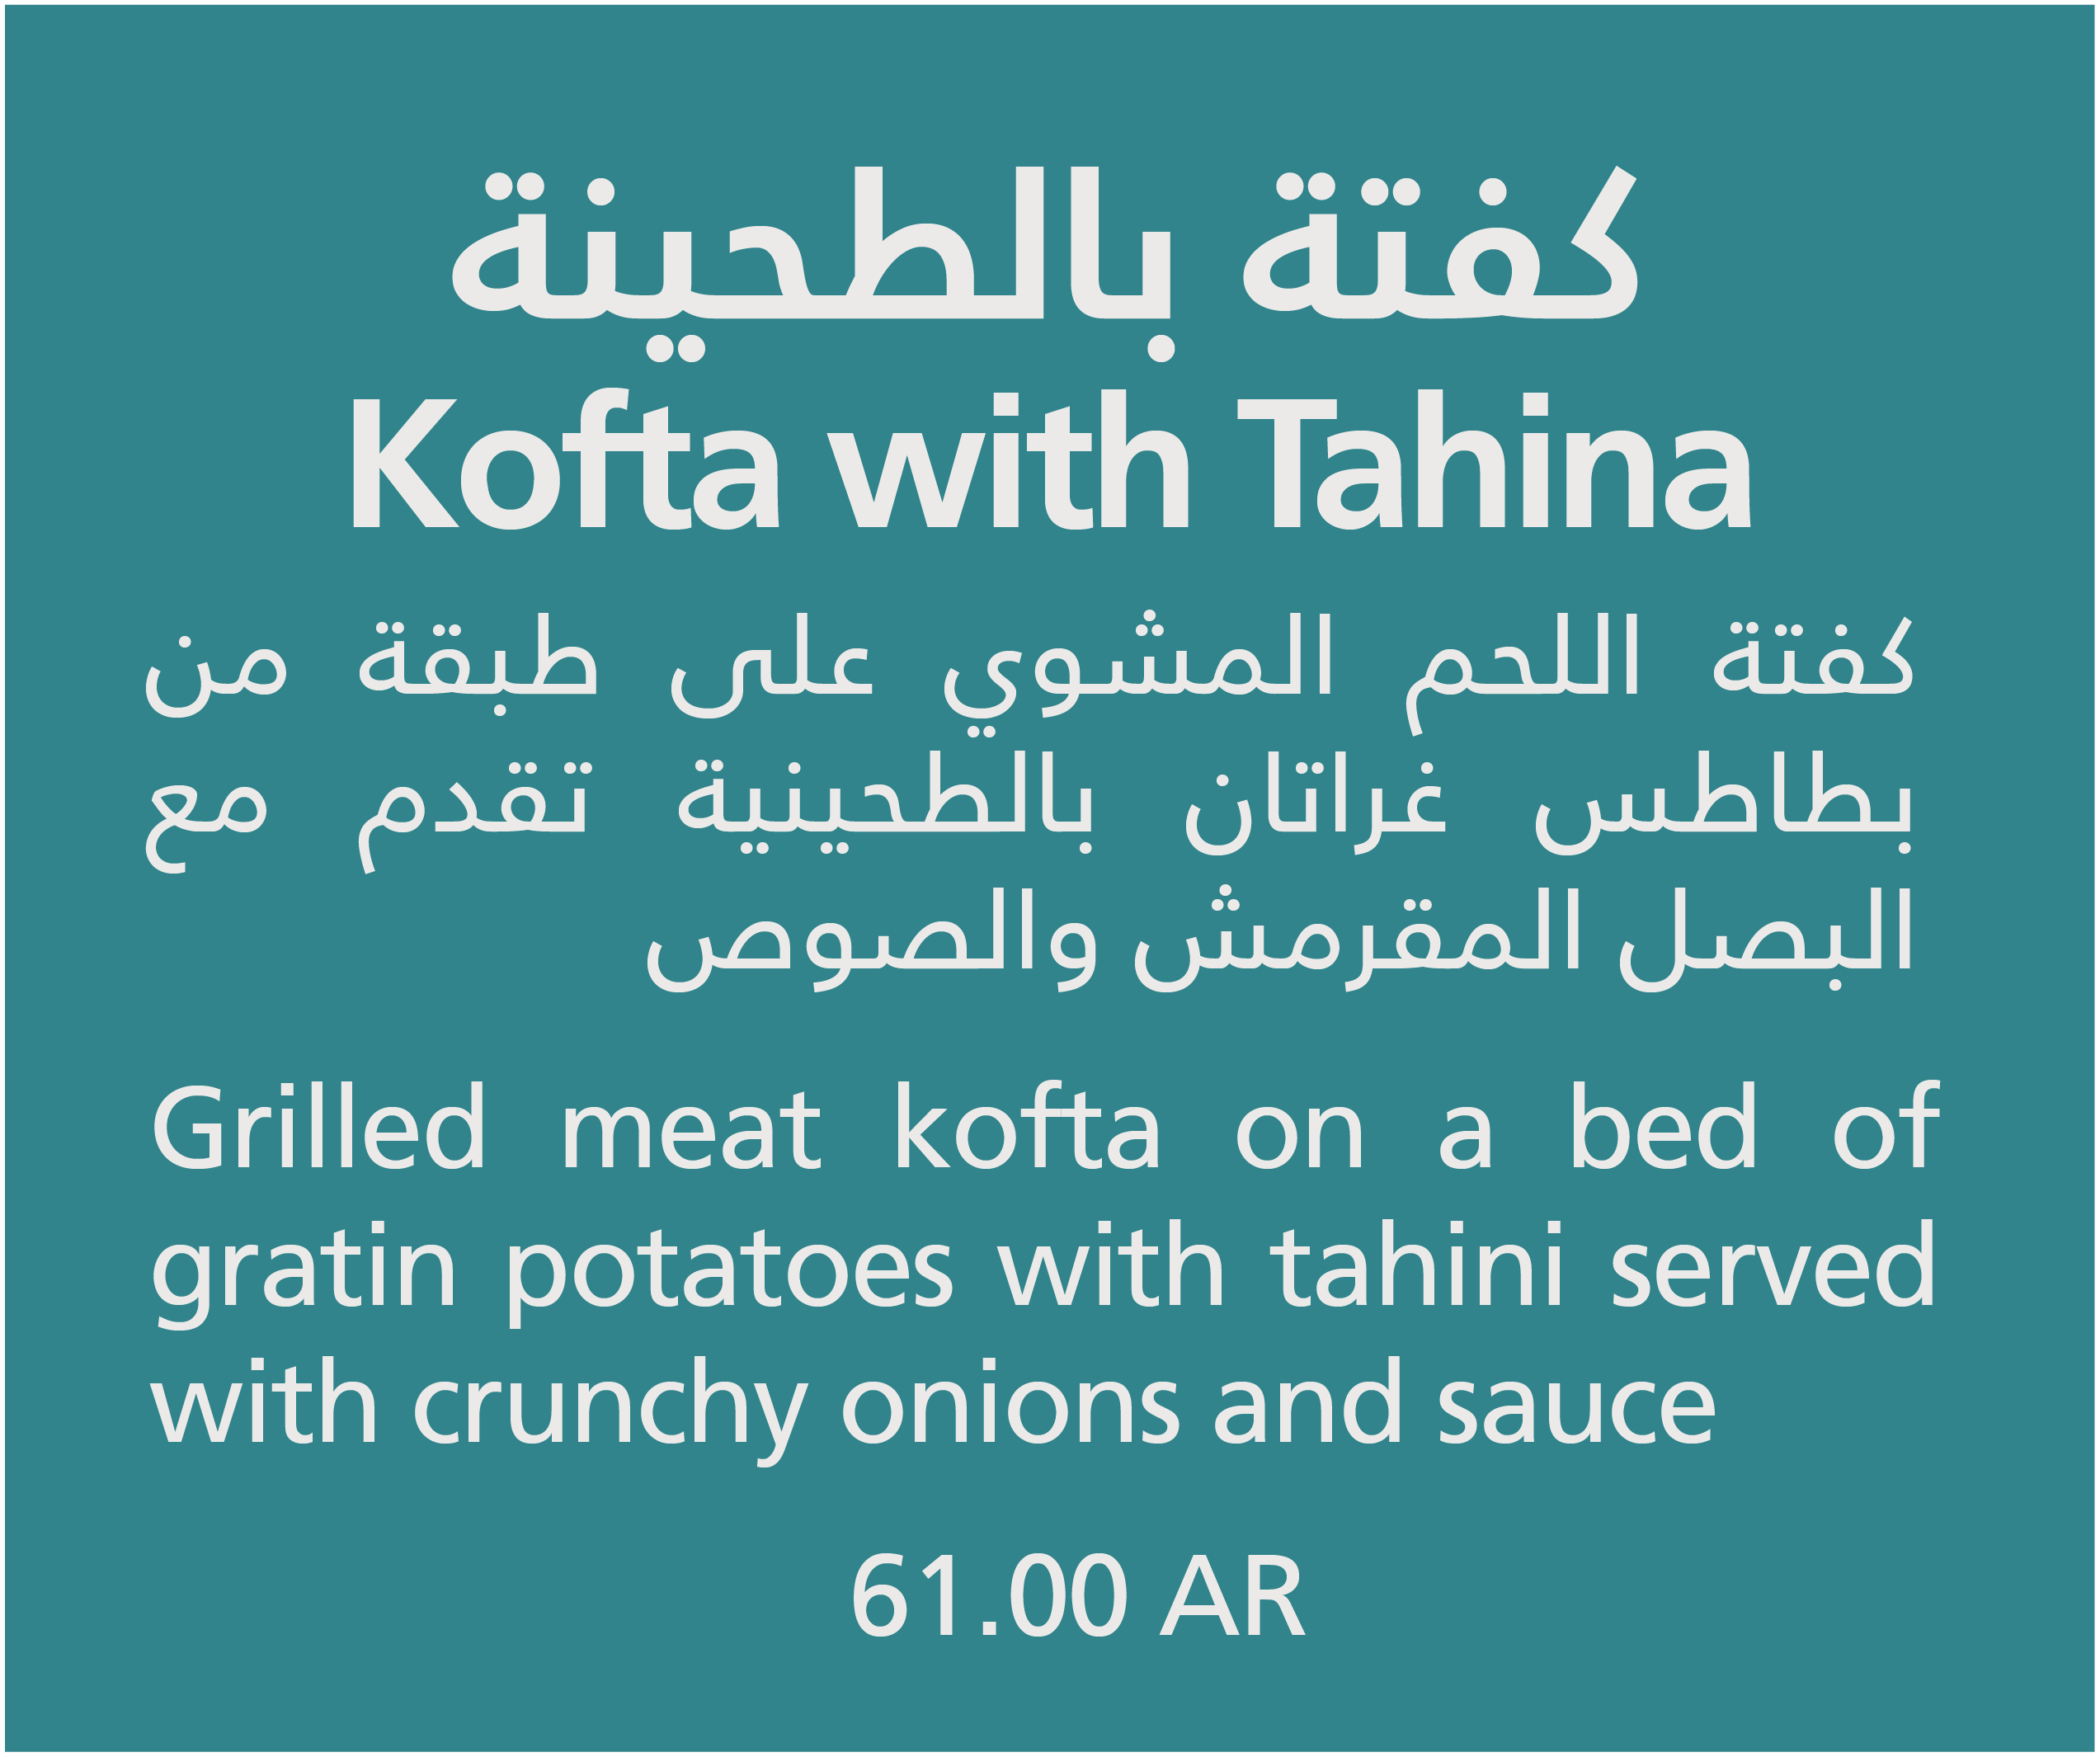 كفتة بالطحينة
Kofta with Tahina
كفتة اللحم المشوي على طبقة من
بطاطس غراتان بالطحينية تقدم مع
البصل المقرمش والصوص
Grilled meat kofta on a bed of
gratin potatoes with tahini served
with crunchy onions and sauce
61.00 AR